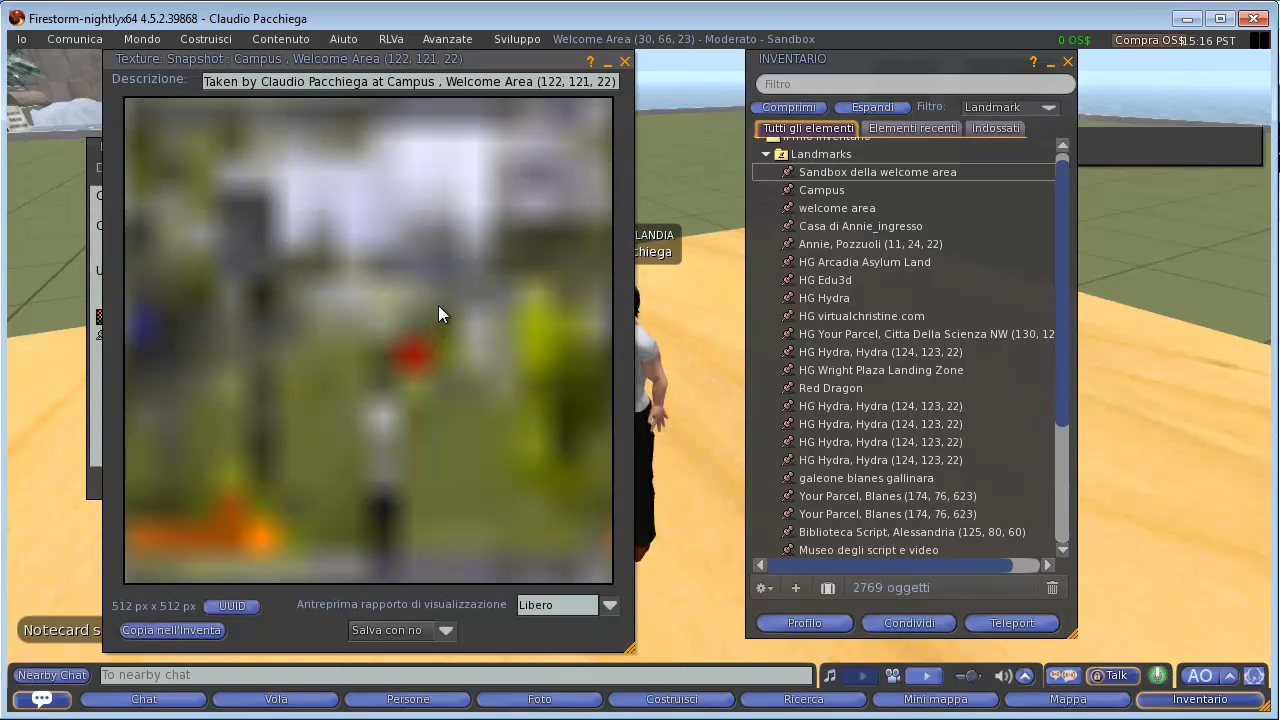 Firestorm-nightlyx64 4.5.2.39868 - Claudio Pacchiega
Io Comunica Mondo Costruisci Contenuto Aiuto RLVa Avanzate Sviluppo Welcome Area (30, 66, 23) - Moderato - Sandbox 0 OS$ Compra OS$ 15:16 PST
Texture: Snapshot : Campus , Welcome Area (122, 121, 22)
Descrizione: Taken by Claudio Pacchiega at Campus , Welcome Area (122, 121, 22)
512 px x 512 px UUID Antreprima rapporto di visualizzazione Libero
Copia nell'Inventa Salva con no
LANDIA
chiega
Notecard s
INVENTARIO
Filtro
Comprimi Espandi Filtro: Landmark
Tutti gli elementi Elementi recenti Indossati
Landmarks
Sandbox della welcome area
Campus
welcome area
Casa di Annie_ingresso
Annie, Pozzuoli (11, 24, 22)
HG Arcadia Asylum Land
HG Edu3d
HG Hydra
HG virtualchristine.com
HG Your Parcel, Citta Della Scienza NW (130, 12
HG Hydra, Hydra (124, 123, 22)
HG Wright Plaza Landing Zone
Red Dragon
HG Hydra, Hydra (124, 123, 22)
HG Hydra, Hydra (124, 123, 22)
HG Hydra, Hydra (124, 123, 22)
HG Hydra, Hydra (124, 123, 22)
galeone blanes gallinara
Your Parcel, Blanes (174, 76, 623)
Your Parcel, Blanes (174, 76, 623)
Biblioteca Script, Alessandria (125, 80, 60)
Museo degli script e video
2769 oggetti
Profilo Condividi Teleport
Nearby Chat To nearby chat Talk AO
Chat Vola Persone Foto Costruisci Ricerca Mini mappa Mappa Inventario